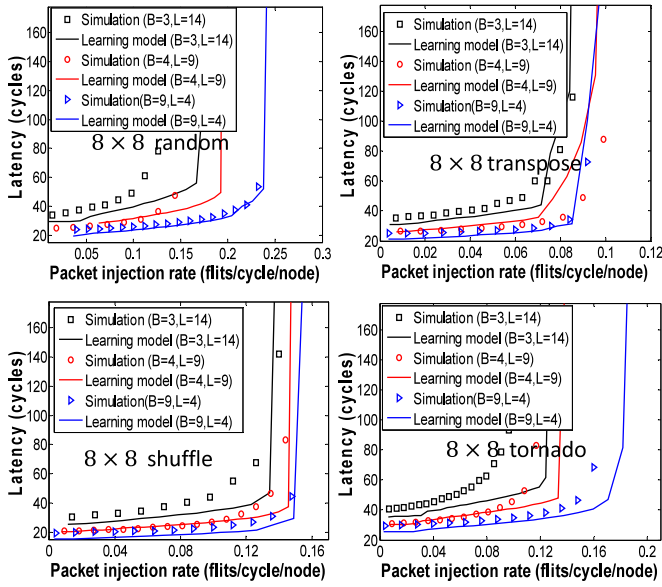 160
140
120
100
80
60
40
20
Latency (cycles)
Simulation (B=3,L=14)
Learning model (B=3,L=14)
Simulation (B=4,L=9)
Learning model (B=4,L=9)
Simulation(B=9,L=4)
Learning model (B=9,L=4)
8 × 8 random
0.05 0.1 0.15 0.2 0.25 0.3
Packet injection rate (flits/cycle/node)
160
140
120
100
80
60
40
20
Latency (cycles)
Simulation (B=3,L=14)
Learning model (B=3,L=14)
Simulation (B=4,L=9)
Learning model (B=4,L=9)
Simulation(B=9,L=4)
Learning model (B=9,L=4)
8 × 8 transpose
0 0.02 0.04 0.06 0.08 0.1 0.12
Packet injection rate (flits/cycle/node)
160
140
120
100
80
60
40
20
Latency (cycles)
Simulation (B=3,L=14)
Learning model (B=3,L=14)
Simulation (B=4,L=9)
Learning model (B=4,L=9)
Simulation(B=9,L=4)
Learning model (B=9,L=4)
8 × 8 shuffle
0 0.04 0.08 0.12 0.16
Packet injection rate (flits/cycle/node)
160
140
120
100
80
60
40
20
Latency (cycles)
Simulation (B=3,L=14)
Learning model (B=3,L=14)
Simulation (B=4,L=9)
Learning model (B=4,L=9)
Simulation(B=9,L=4)
Learning model (B=9,L=4)
8 × 8 tornado
0 0.04 0.08 0.12 0.16 0.2
Packet injection rate (flits/cycle/node)